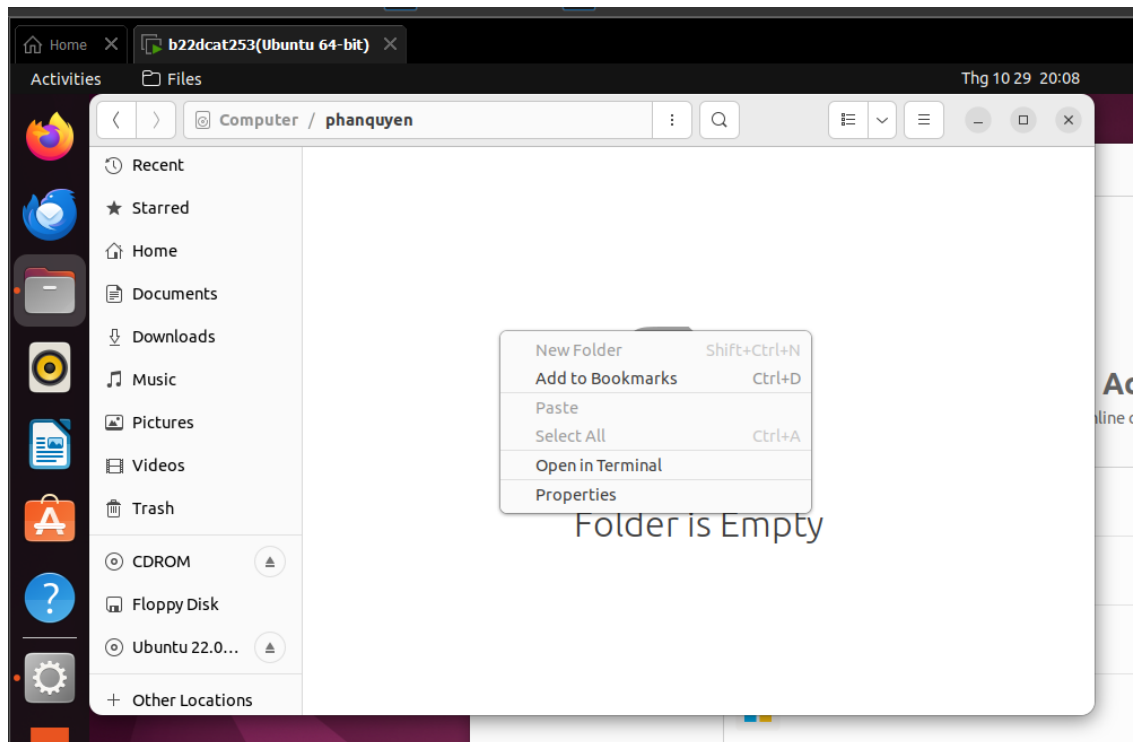 Home
b22dcat253(Ubuntu 64-bit)
Activities Files Thg 10 29 20:08
Computer / phanquyen
Recent
Starred
Home
Documents
Downloads
Music
Pictures
Videos
Trash
CDROM
Floppy Disk
Ubuntu 22.0...
Other Locations
New Folder Shift+Ctrl+N
Add to Bookmarks Ctrl+D
Paste
Select All Ctrl+A
Open in Terminal
Properties
Folder is Empty